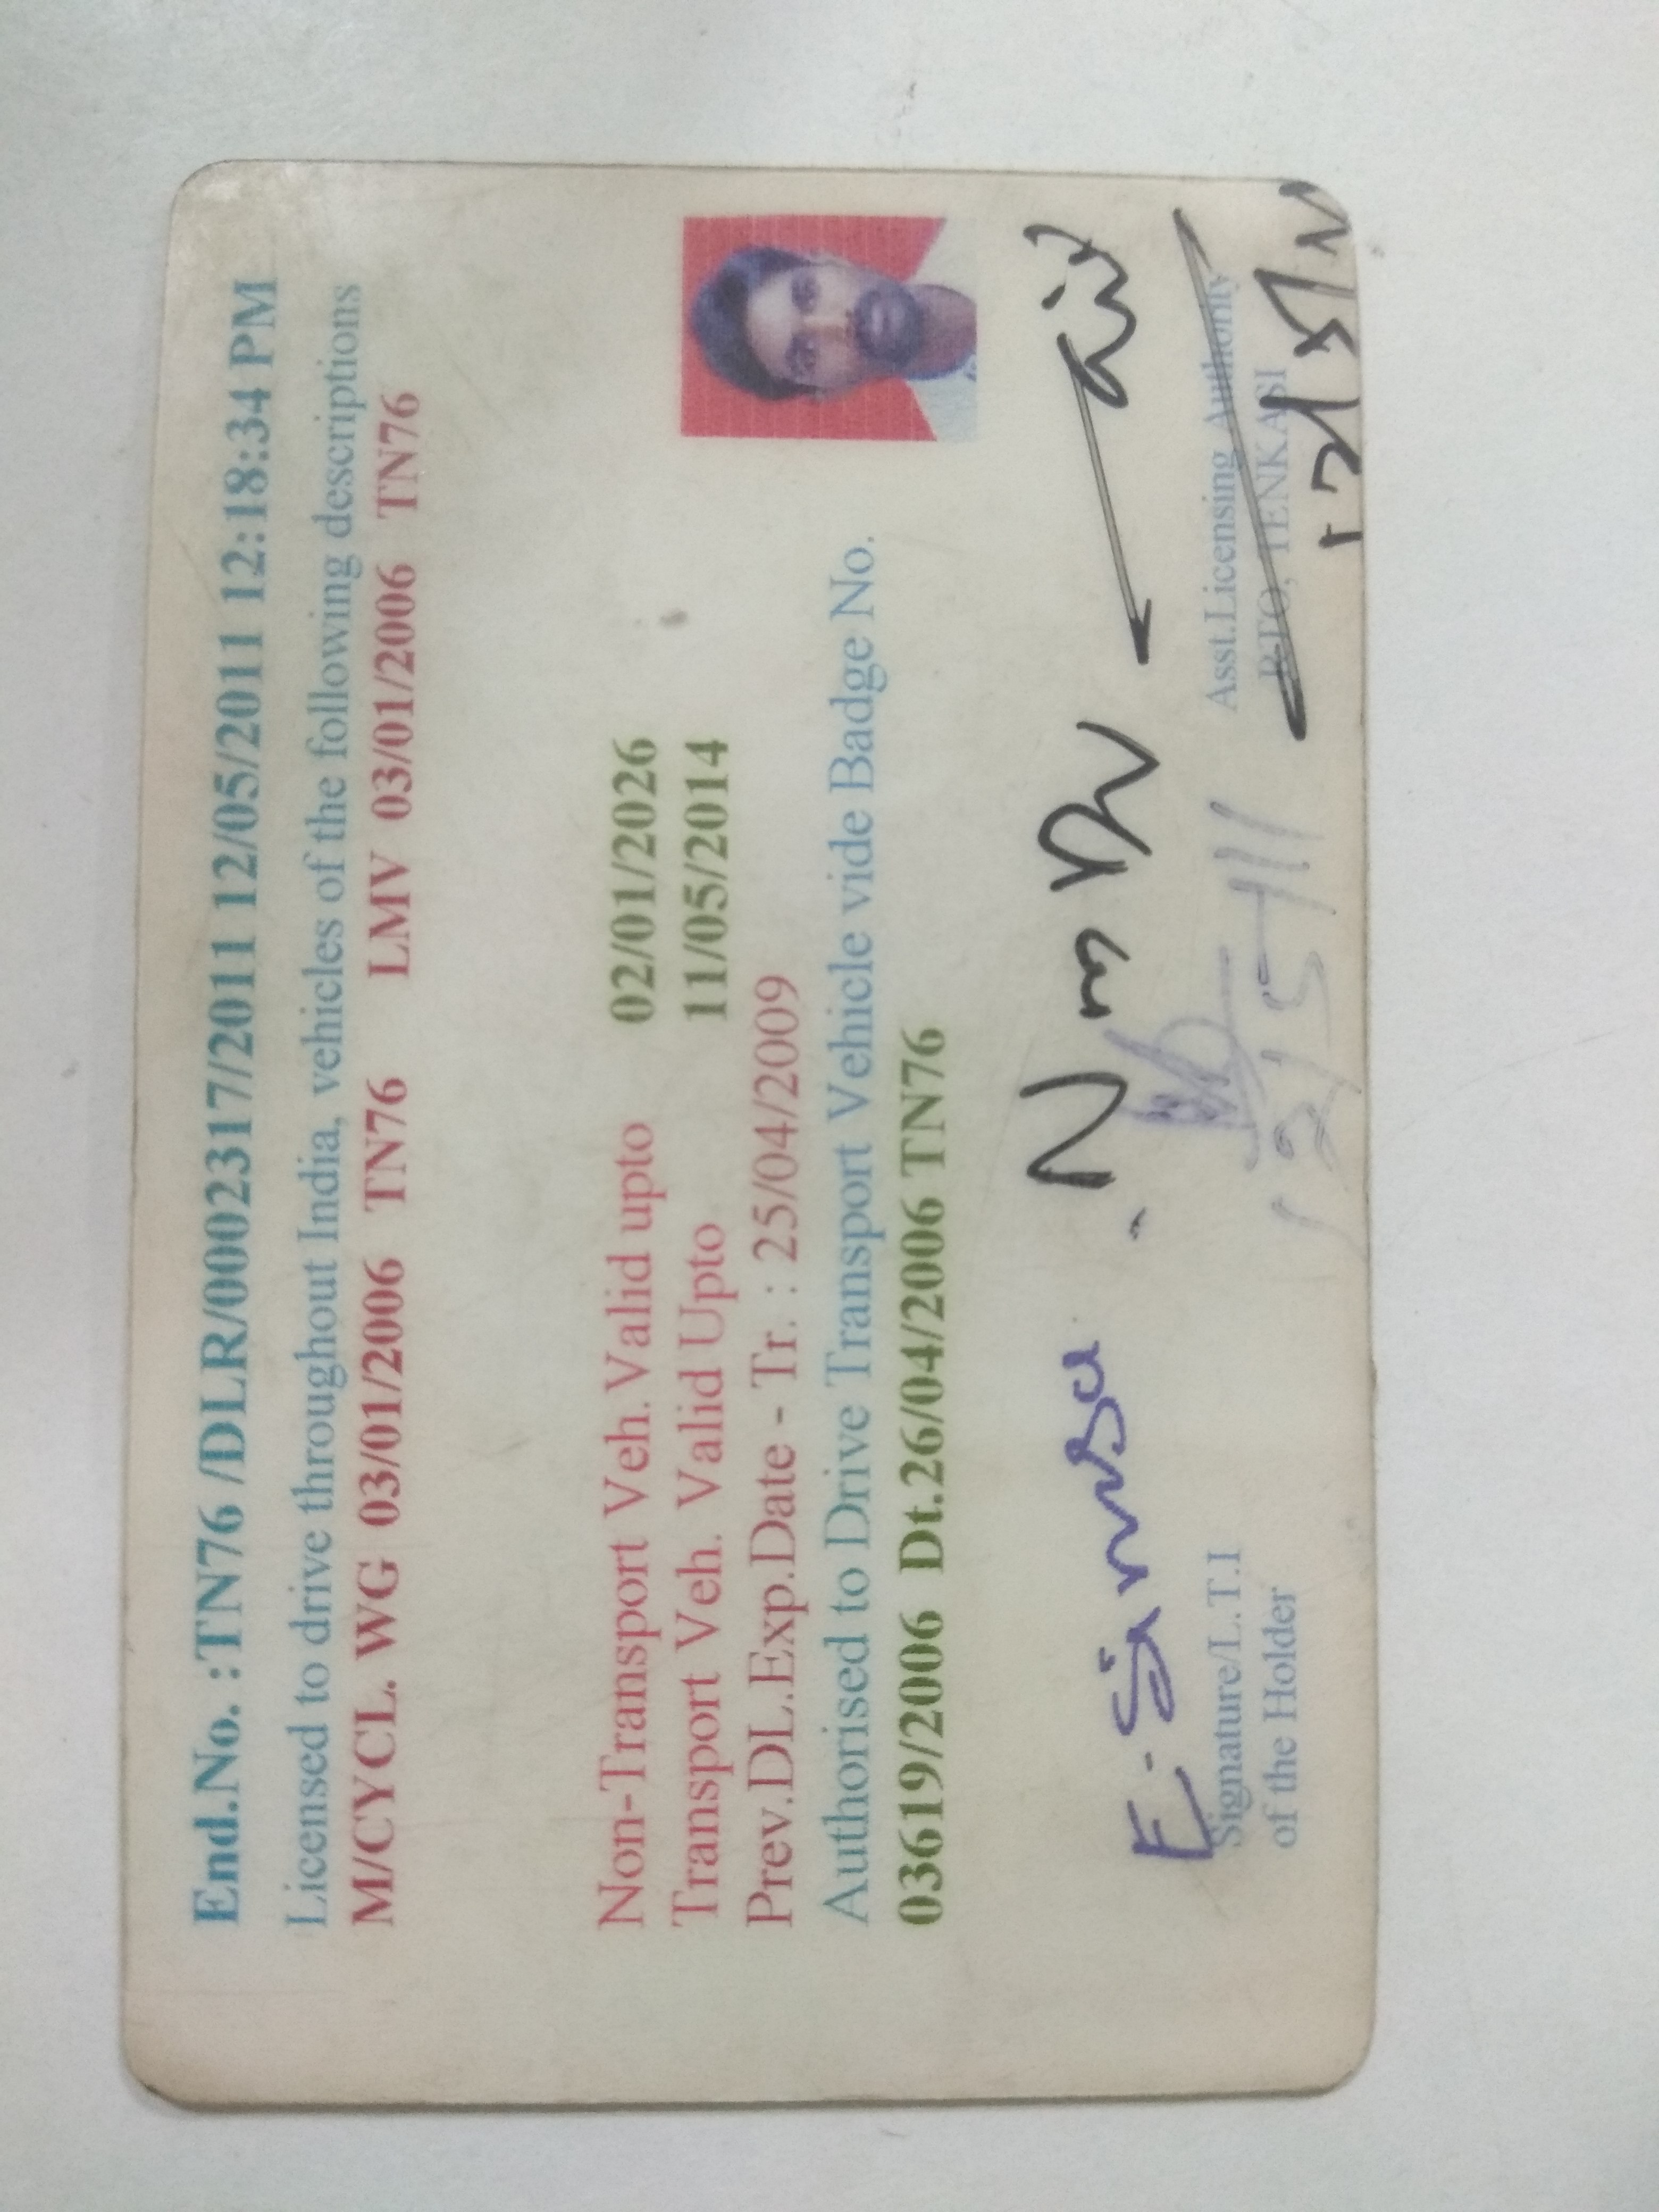 End.No. :TN76 /DLR/0002317/2011 12/05/2011 12:18:34 PM
Licensed to drive throughout India, vehicles of the following descriptions
M/CYCL. WG 03/01/2006 TN76 LMV 03/01/2006 TN76
Non-Transport Veh.Valid upto 02/01/2026
Transport Veh. Valid Upto 11/05/2014
Prev.DL.Exp.Date - Tr. : 25/04/2009
Authorised to Drive Transport Vehicle vide Badge No.
03619/2006 Dt.26/04/2006 TN76
Signature/L.T.I
of the Holder
Asst.Licensing Authority
RTO, TENKASI